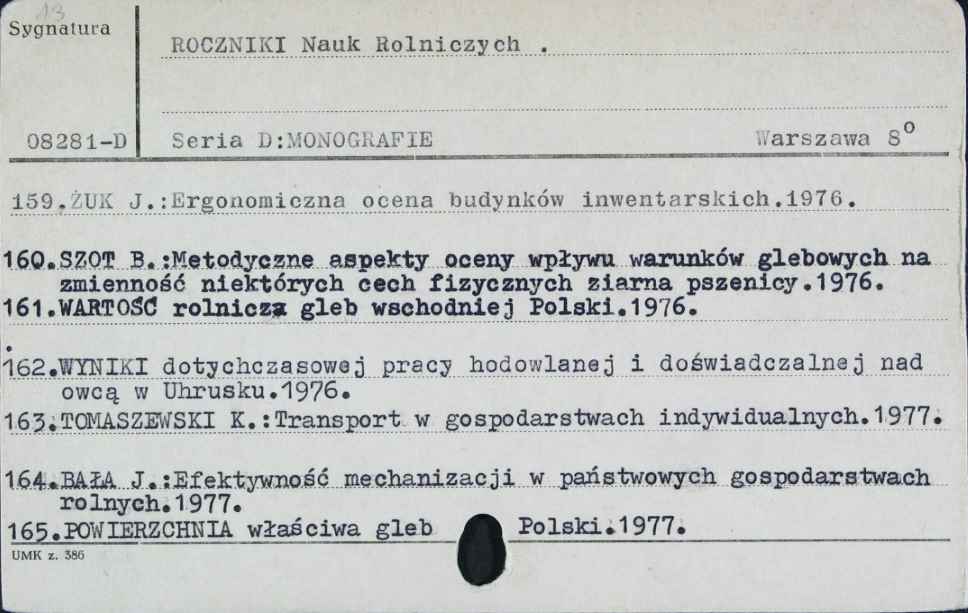 13
Sygnatura
ROCZNIKI Nauk Rolniczych .
08281-D
Seria D:MONOGRAFIE Warszawa 8°
159.ŻUK J.:Ergonomiczna ocena budynków inwentarskich.1976.
160.SZOT B.:Metodyczne aspekty oceny wpływu warunków glebowych na
zmienność niektórych cech fizycznych ziarna pszenicy.1976.
161.WARTOŚĆ rolnicza gleb wschodniej Polski.1976.
162.WYNIKI dotychczasowej pracy hodowlanej i doświadczalnej nad
owcą w Uhrusku.1976.
163.TOMASZEWSKI K.:Transport w gospodarstwach indywidualnych.1977.
164.BAŁA J.:Efektywność mechanizacji w państwowych gospodarstwach
rolnych.1977.
165.POWIERZCHNIA właściwa gleb Polski.1977.
UMK z. 386